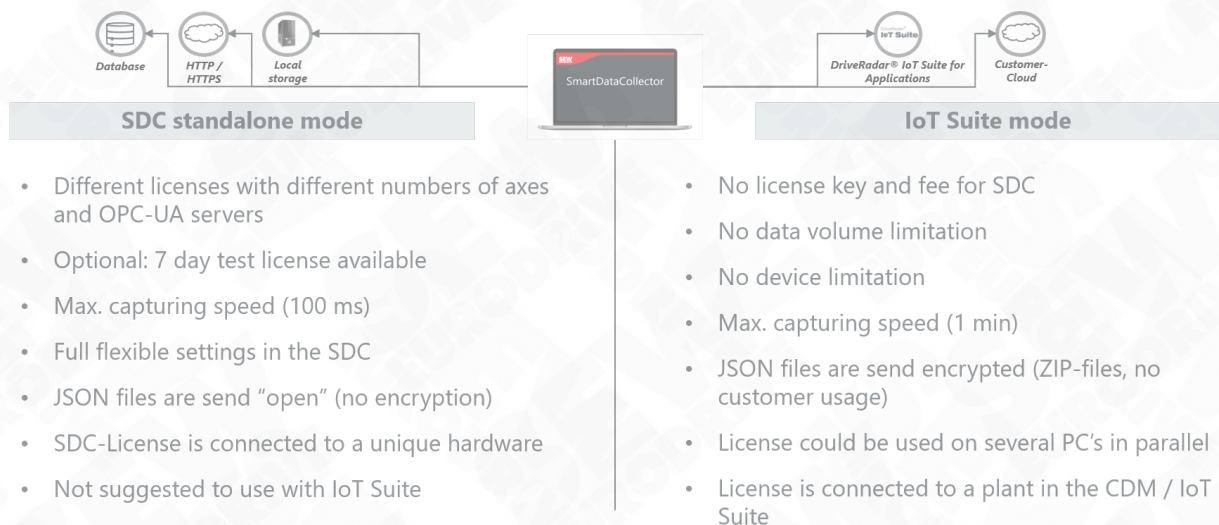 Database
HTTP /
HTTPS
Local
storage
SEW
SmartDataCollector
IoT Suite
DriveRadar® IoT Suite for
Applications
Customer-
Cloud
SDC standalone mode
• Different licenses with different numbers of axes
and OPC-UA servers
• Optional: 7 day test license available
• Max. capturing speed (100 ms)
• Full flexible settings in the SDC
• JSON files are send “open” (no encryption)
• SDC-License is connected to a unique hardware
• Not suggested to use with IoT Suite
IoT Suite mode
• No license key and fee for SDC
• No data volume limitation
• No device limitation
• Max. capturing speed (1 min)
• JSON files are send encrypted (ZIP-files, no
customer usage)
• License could be used on several PC’s in parallel
• License is connected to a plant in the CDM / IoT
Suite